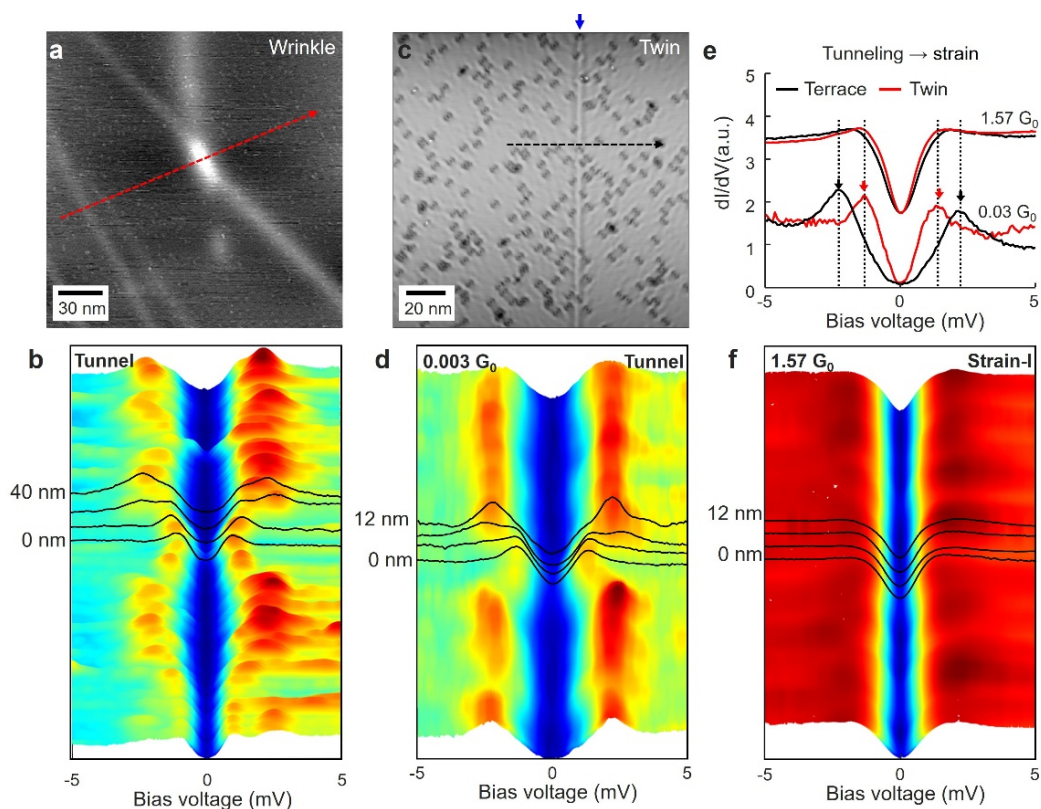 a
Wrinkle
30 nm
c
Twin
20 nm
e
Tunneling → strain
Terrace
Twin
dI/dV(a.u.)
5
4
3
2
1
0
1.57 G₀
0.03 G₀
-5
0
5
Bias voltage (mV)
b
Tunnel
40 nm
0 nm
-5
0
5
Bias voltage (mV)
d
0.003 G₀
Tunnel
12 nm
0 nm
-5
0
5
Bias voltage (mV)
f
1.57 G₀
Strain-I
12 nm
0 nm
-5
0
5
Bias voltage (mV)